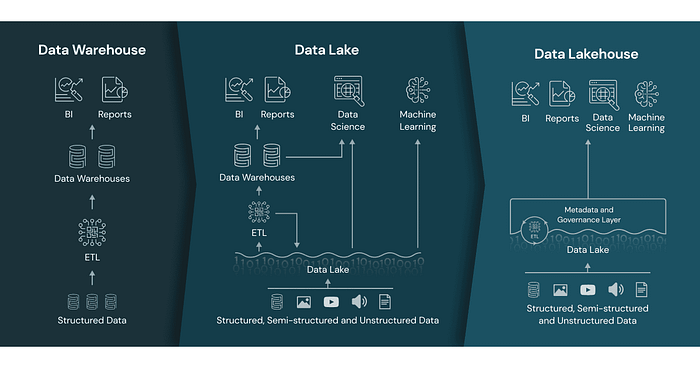 Data Warehouse
BI
Reports
Data Warehouses
ETL
Structured Data
Data Lake
BI
Reports
Data
Science
Machine
Learning
Data Warehouses
ETL
Data Lake
Structured, Semi-structured and Unstructured Data
Data Lakehouse
BI
Reports
Data
Science
Machine
Learning
Metadata and
Governance Layer
ETL
Data Lake
Structured, Semi-structured
and Unstructured Data